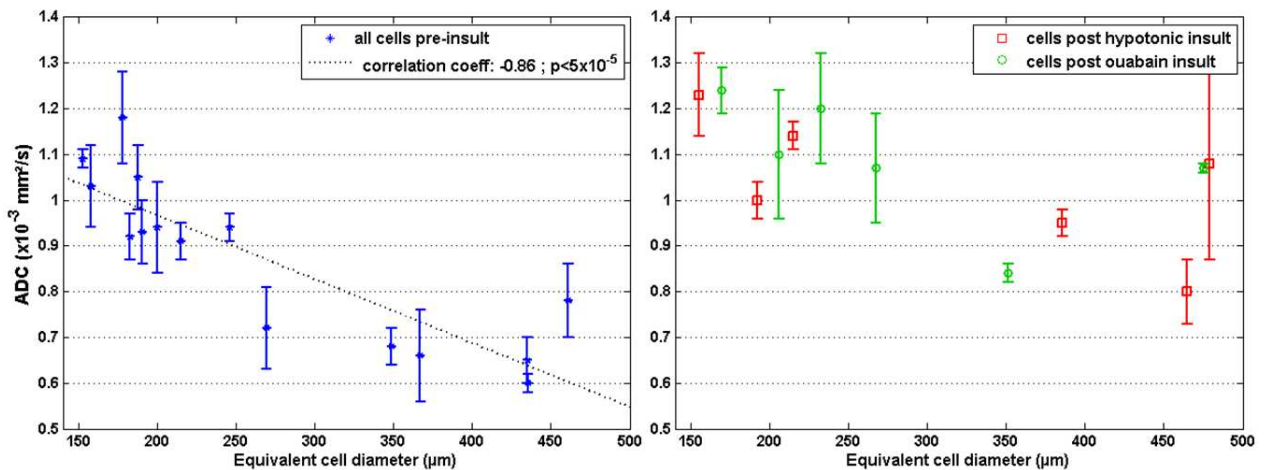 1.4
1.3
1.2
1.1
1
0.9
0.8
0.7
0.6
0.5
ADC (x10⁻³ mm²/s)
all cells pre-insult
correlation coeff: -0.86 ; p<5x10⁻⁵
150 200 250 300 350 400 450 500
Equivalent cell diameter (µm)
1.4
1.3
1.2
1.1
1
0.9
0.8
0.7
0.6
0.5
cells post hypotonic insult
cells post ouabain insult
150 200 250 300 350 400 450 500
Equivalent cell diameter (µm)